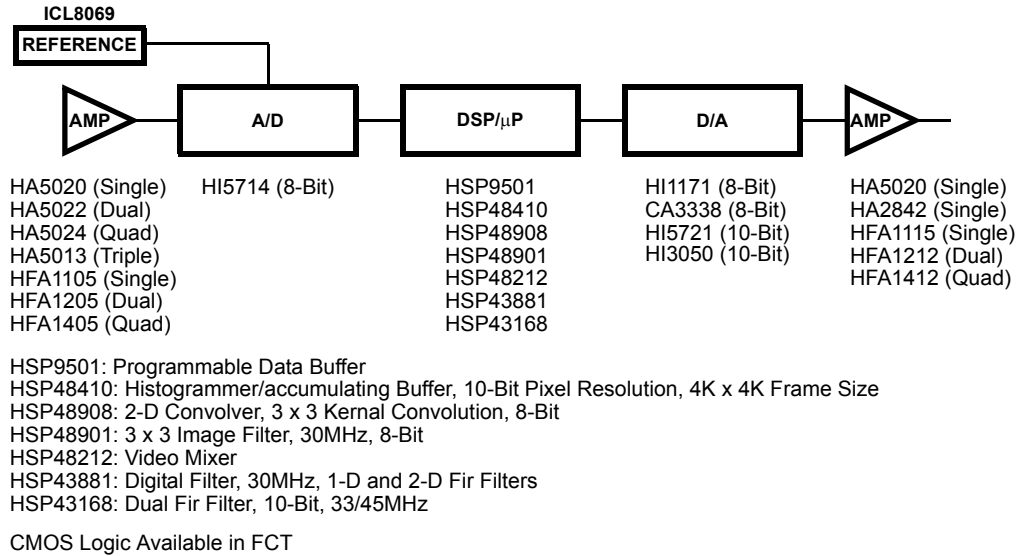 ICL8069
REFERENCE
AMP
A/D
DSP/μP
D/A
AMP
HA5020 (Single)
HA5022 (Dual)
HA5024 (Quad)
HA5013 (Triple)
HFA1105 (Single)
HFA1205 (Dual)
HFA1405 (Quad)
HI5714 (8-Bit)
HSP9501
HSP48410
HSP48908
HSP48901
HSP48212
HSP43881
HSP43168
HI1171 (8-Bit)
CA3338 (8-Bit)
HI5721 (10-Bit)
HI3050 (10-Bit)
HA5020 (Single)
HA2842 (Single)
HFA1115 (Single)
HFA1212 (Dual)
HFA1412 (Quad)
HSP9501: Programmable Data Buffer
HSP48410: Histogrammer/accumulating Buffer, 10-Bit Pixel Resolution, 4K x 4K Frame Size
HSP48908: 2-D Convolver, 3 x 3 Kernal Convolution, 8-Bit
HSP48901: 3 x 3 Image Filter, 30MHz, 8-Bit
HSP48212: Video Mixer
HSP43881: Digital Filter, 30MHz, 1-D and 2-D Fir Filters
HSP43168: Dual Fir Filter, 10-Bit, 33/45MHz
CMOS Logic Available in FCT